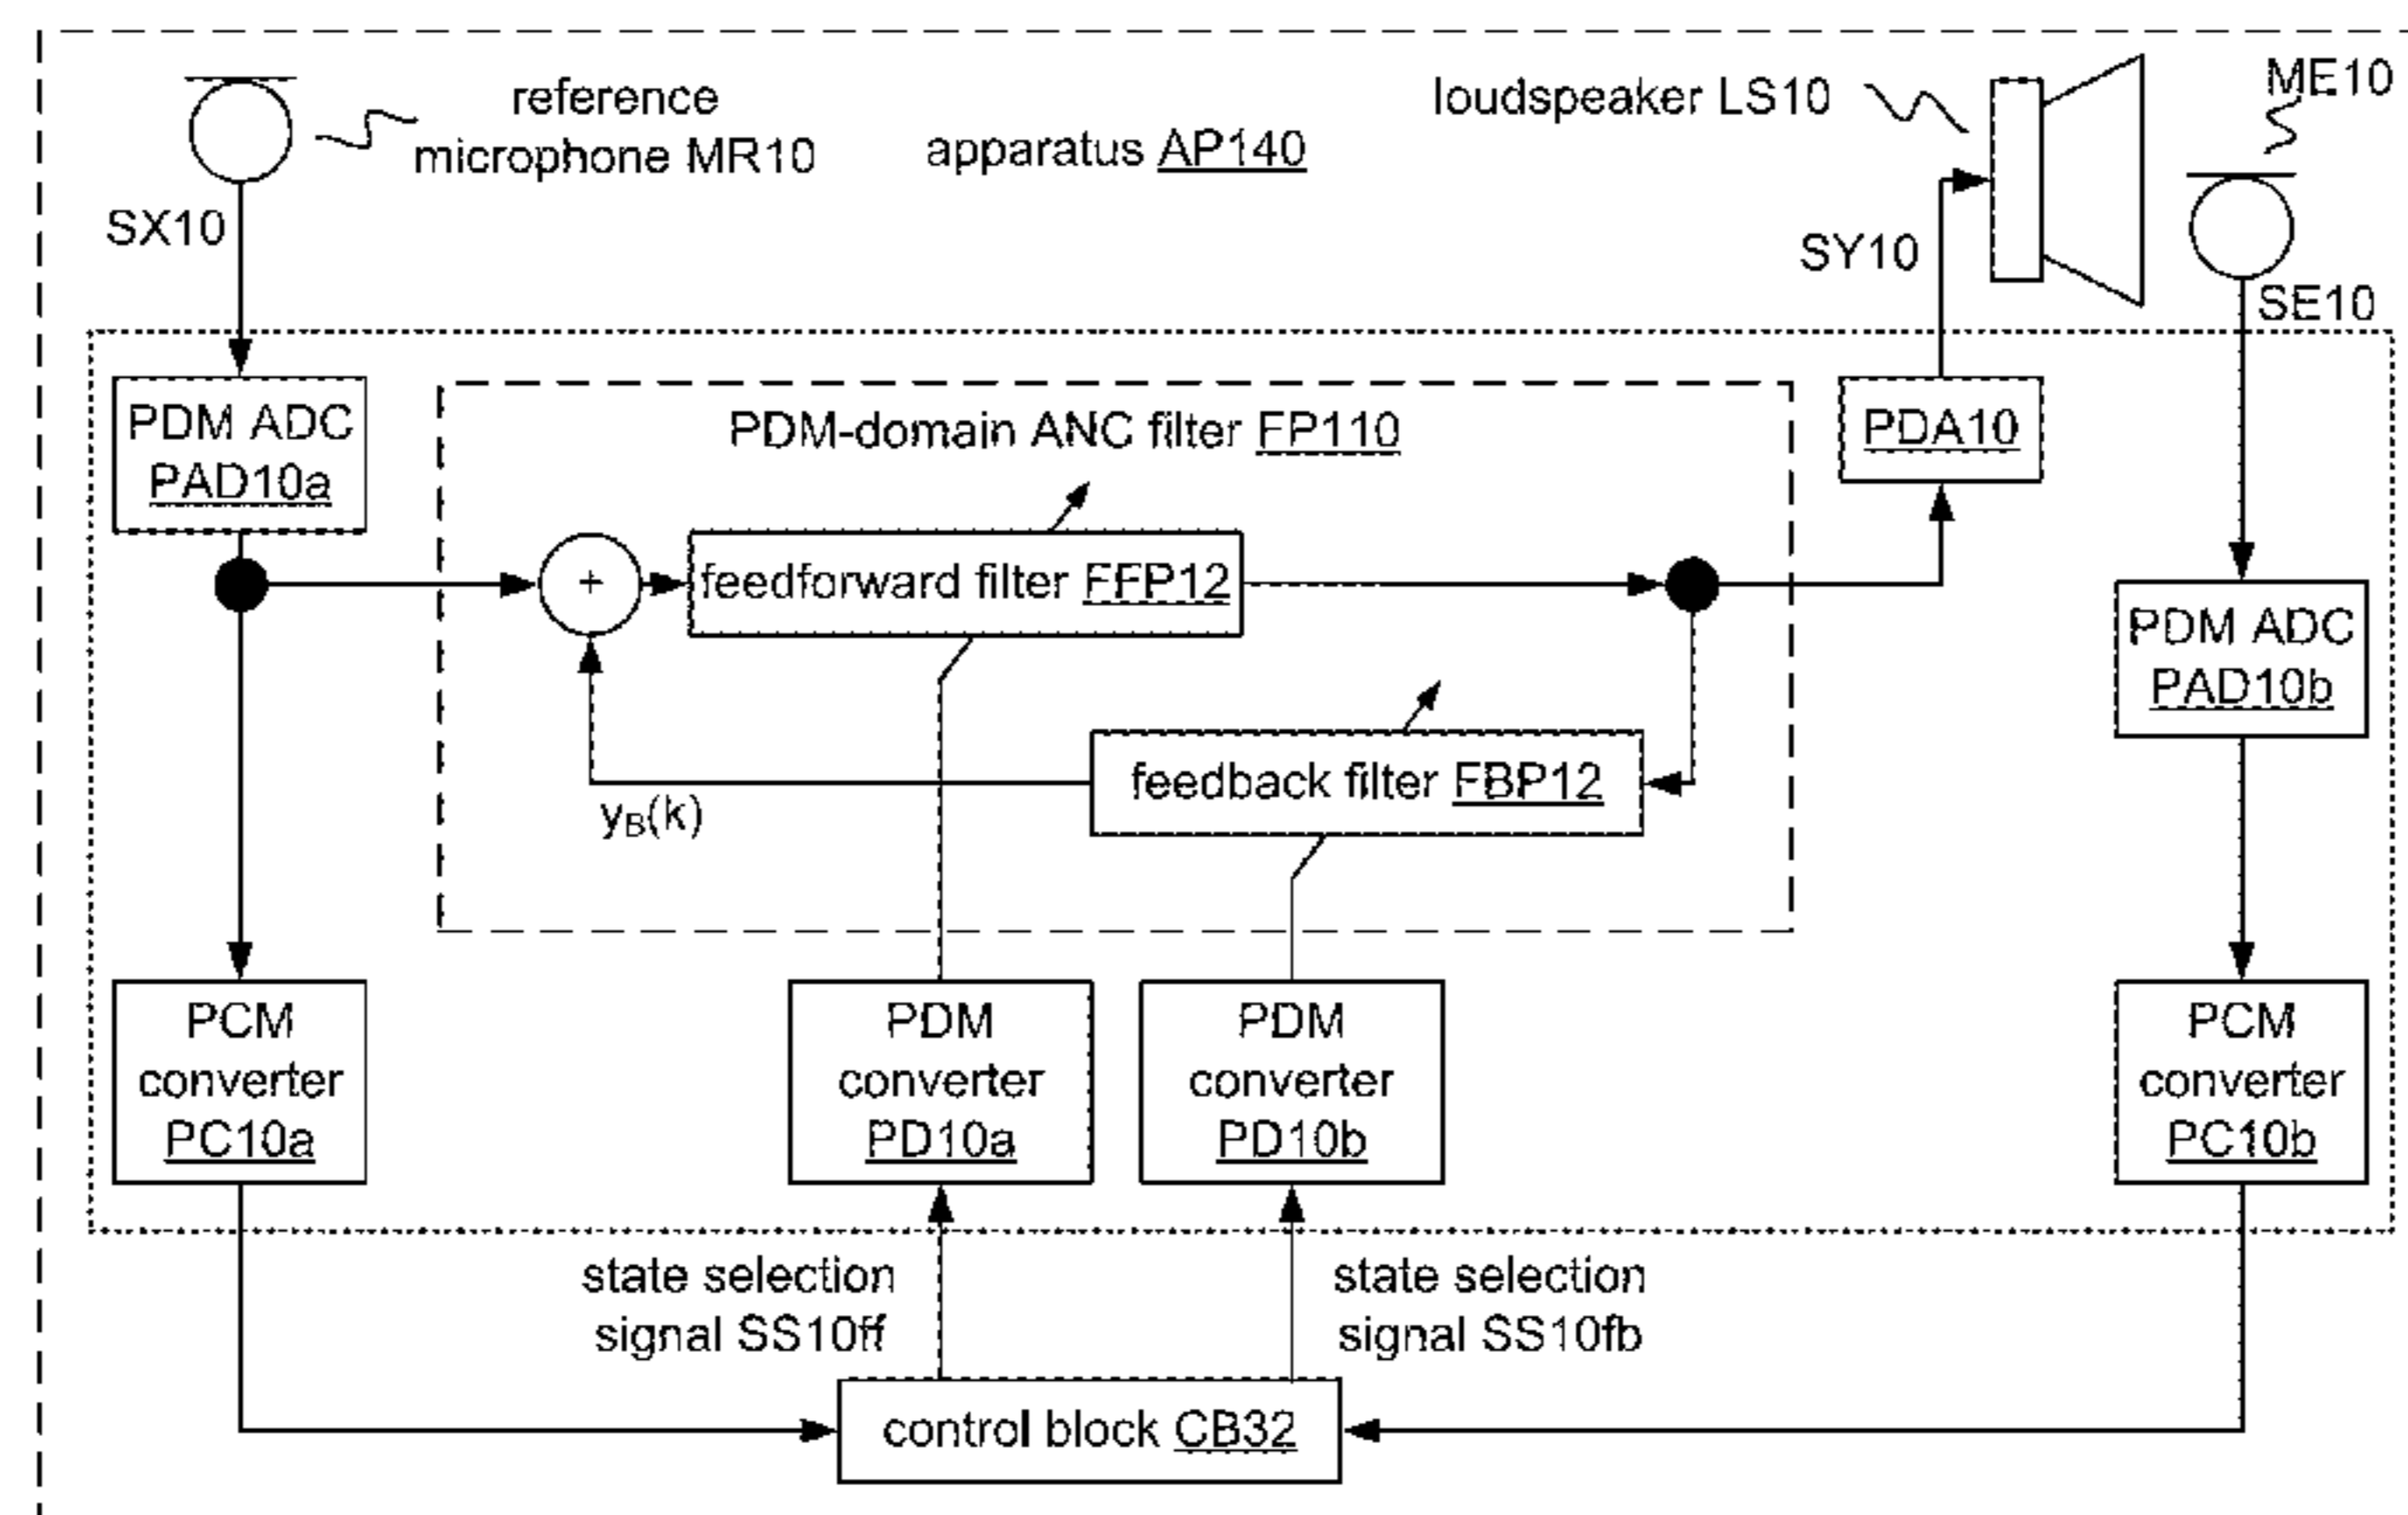 reference
microphone MR10
apparatus AP140
loudspeaker LS10
ME10
SX10
SY10
SE10
PDM ADC
PAD10a
PDM-domain ANC filter FP110
PDA10
+
feedforward filter FFP12
PDM ADC
PAD10b
feedback filter FBP12
yB(k)
PCM
converter
PC10a
PDM
converter
PD10a
PDM
converter
PD10b
PCM
converter
PC10b
state selection
signal SS10ff
state selection
signal SS10fb
control block CB32